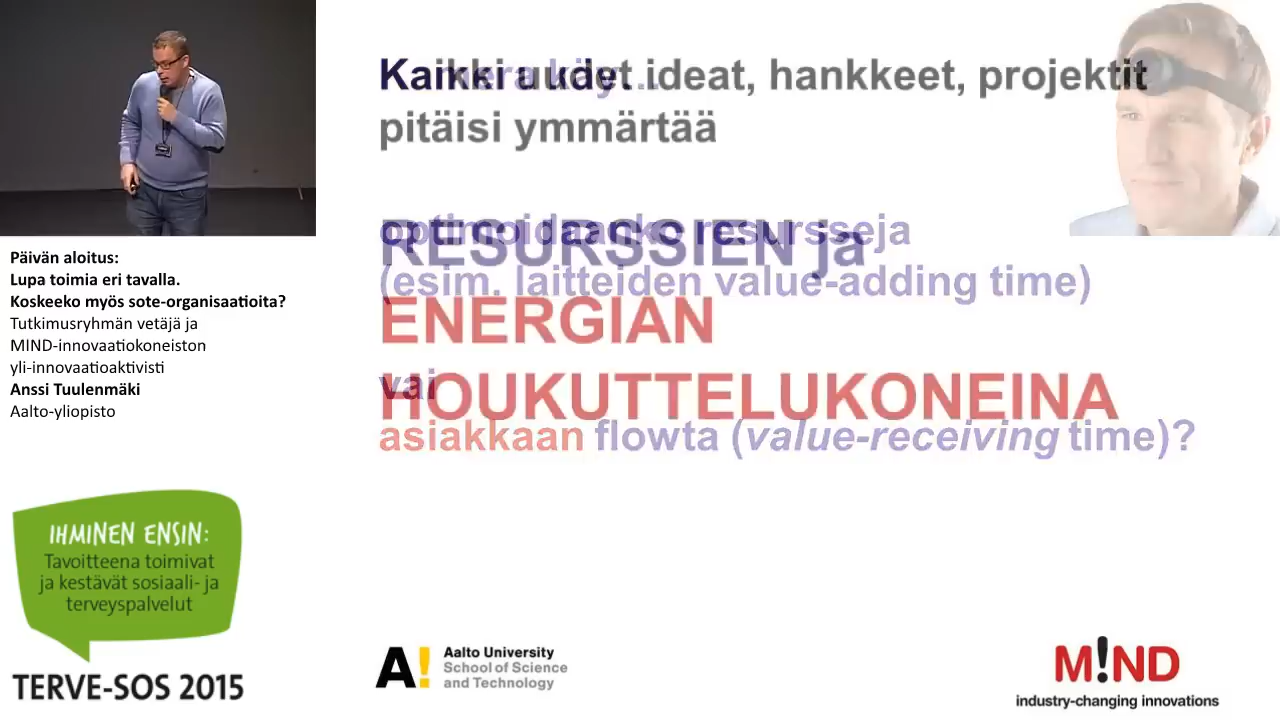 Päivän aloitus:
Lupa toimia eri tavalla.
Koskeeko myös sote-organisaatioita?
Tutkimusryhmän vetäjä ja
MIND-innovaatiokoneiston
yli-innovaatioaktivisti
Anssi Tuulenmäki
Aalto-yliopisto
IHMINEN ENSIN:
Tavoitteena toimivat
ja kestävät sosiaali- ja
terveyspalvelut
TERVE-SOS 2015
Kaikki uudet ideat, hankkeet, projektit
pitäisi ymmärtää
RESURSSIEN ja
ENERGIAN
HOUKUTTELUKONEINA
optimoidaanko resursseja
(esim. laitteiden value-adding time)
vai
asiakkaan flowta (value-receiving time)?
A!
Aalto University
School of Science
and Technology
M!ND
industry-changing innovations